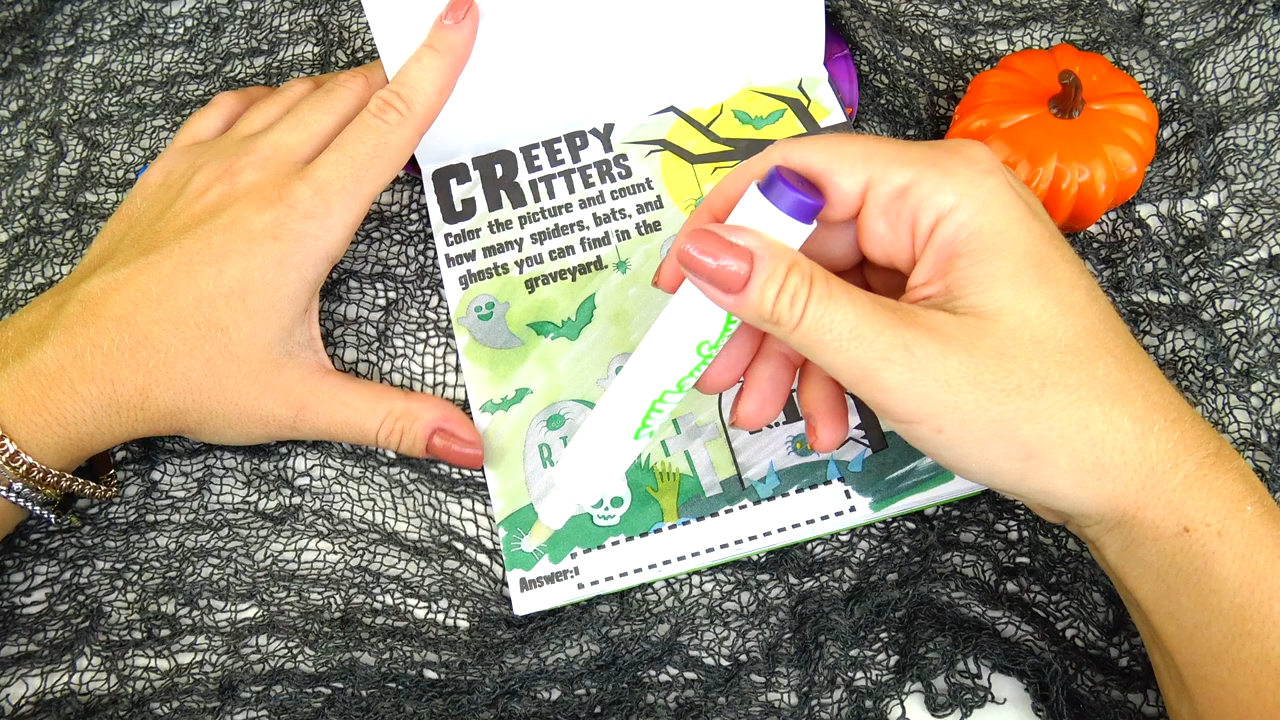 CREEPY
CRITTERS
Color the picture and count
how many spiders, bats, and
ghosts you can find in the
graveyard.
Answer: